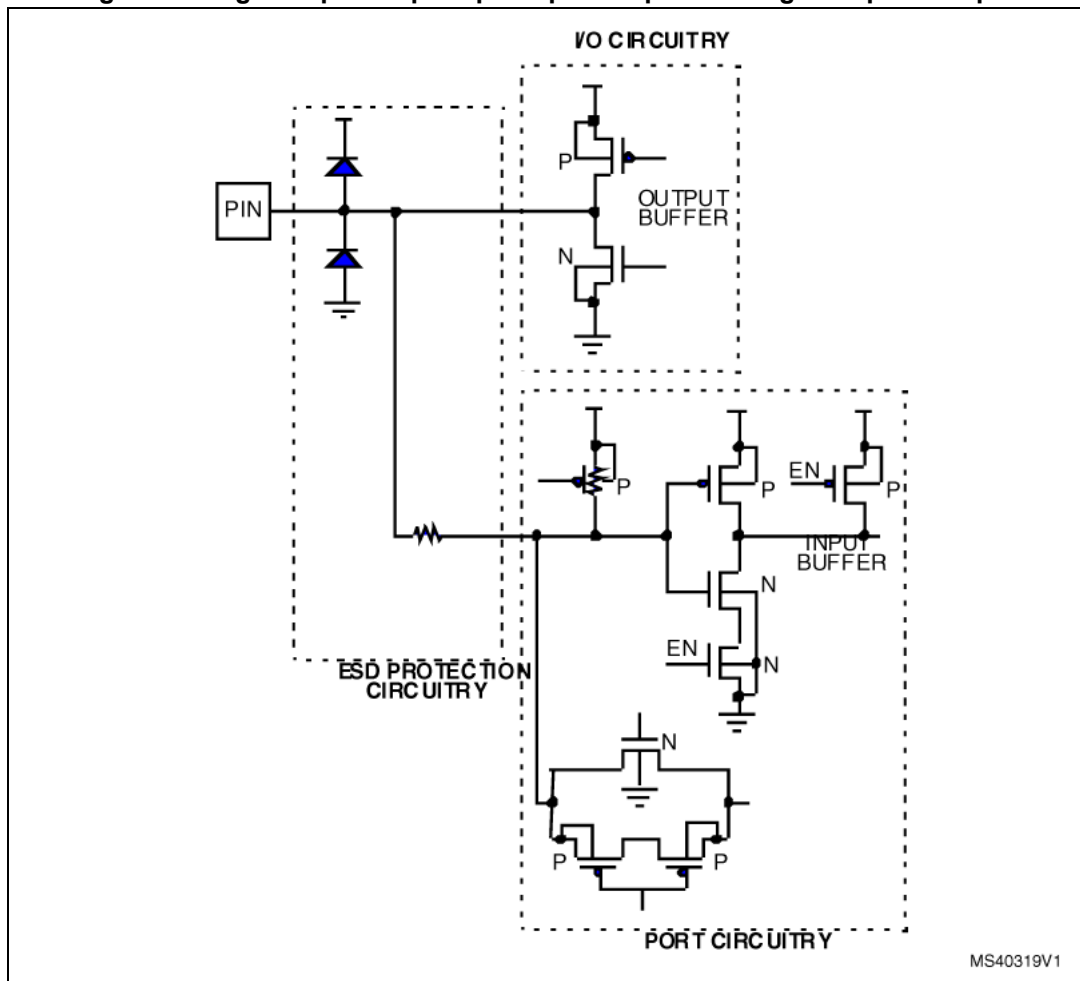 I/O CIRCUITRY
P
OUTPUT
BUFFER
PIN
N
EN
P
P
P
INPUT
BUFFER
N
EN
N
ESD PROTECTION
CIRCUITRY
N
P
P
PORT CIRCUITRY
MS40319V1